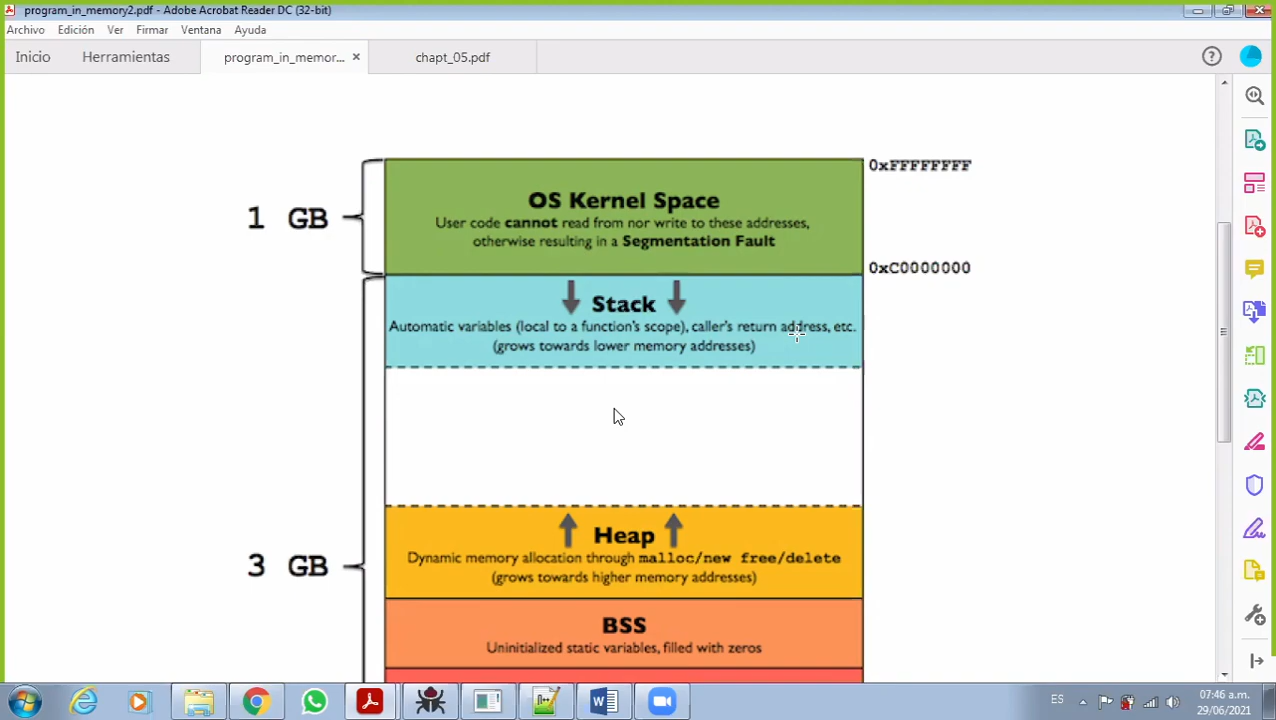 program_in_memory2.pdf - Adobe Acrobat Reader DC (32-bit)
Archivo Edición Ver Firmar Ventana Ayuda
Inicio Herramientas program_in_memor... × chapt_05.pdf
OS Kernel Space
User code cannot read from nor write to these addresses,
otherwise resulting in a Segmentation Fault
0xFFFFFFFF
1 GB
0xC0000000
Stack
Automatic variables (local to a function's scope), caller's return address, etc.
(grows towards lower memory addresses)
Heap
Dynamic memory allocation through malloc/new free/delete
(grows towards higher memory addresses)
3 GB
BSS
Uninitialized static variables, filled with zeros
ES
07:46 a.m.
29/06/2021